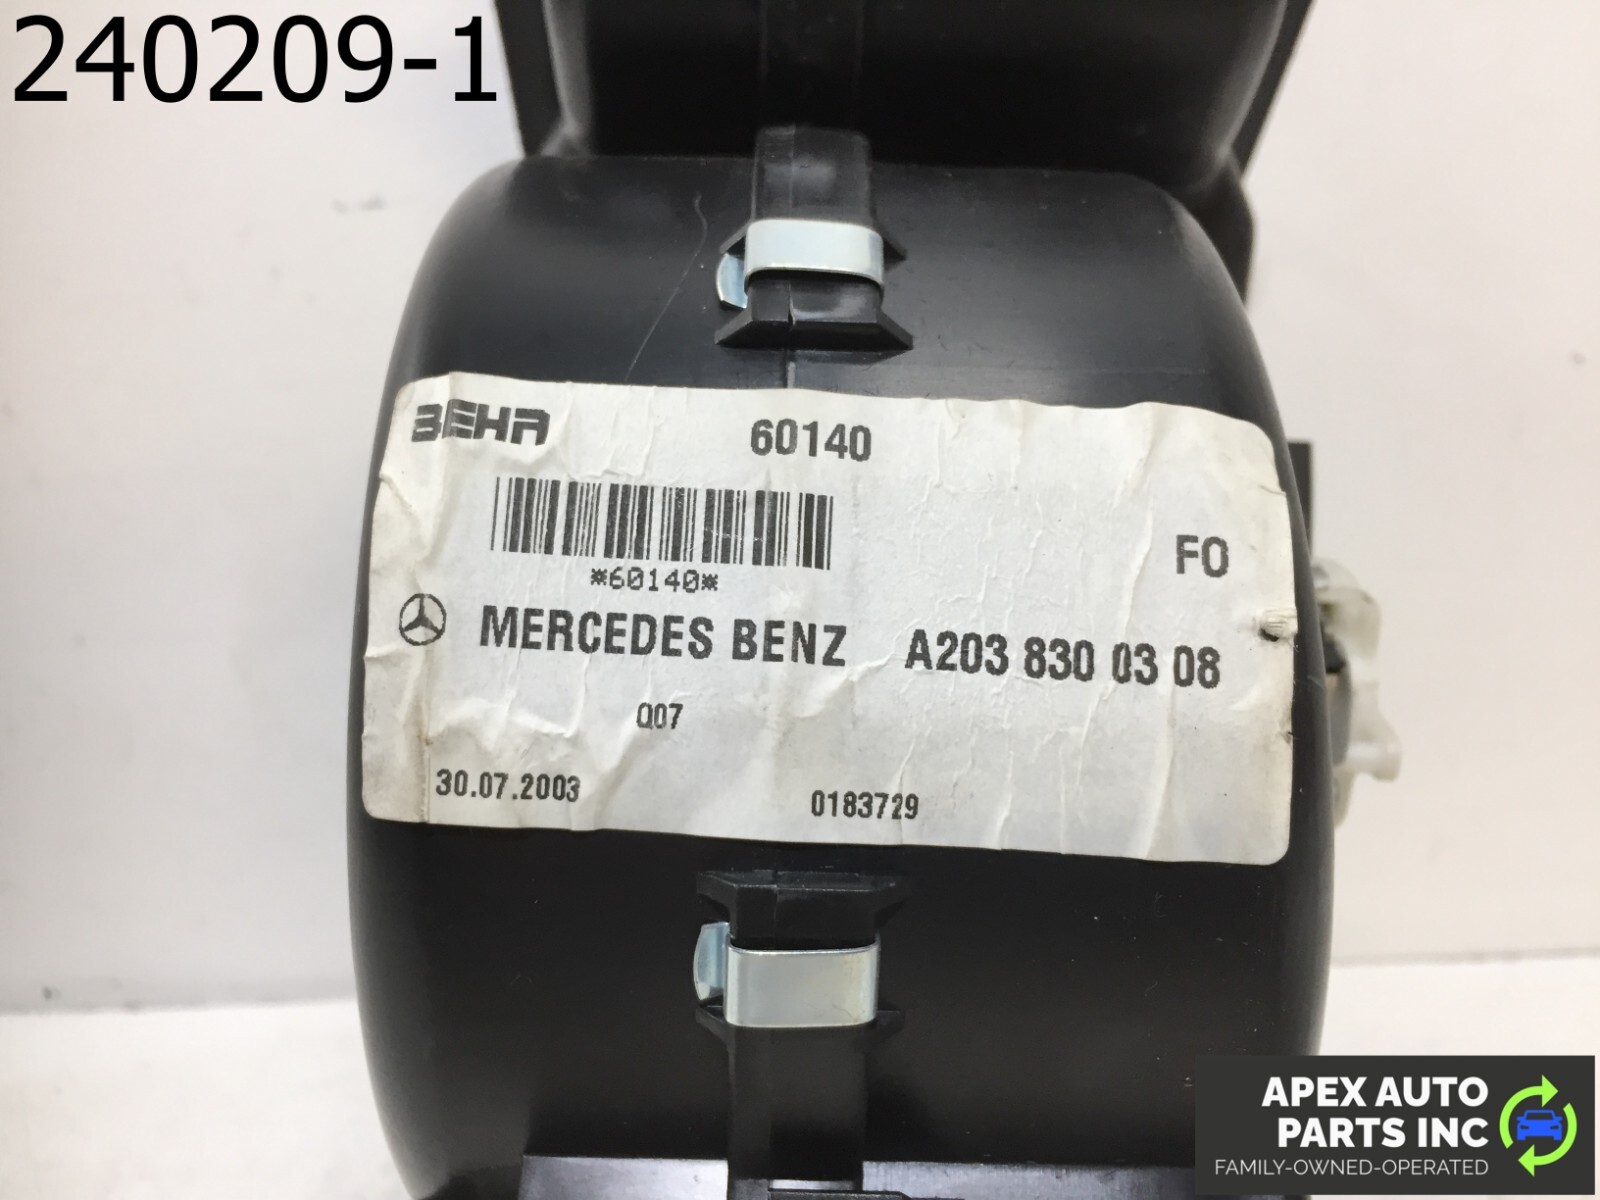 240209-1
BEHR 60140
*60140*
F0
MERCEDES BENZ A203 830 03 08
Q07
30.07.2003 0183729
APEX AUTO
PARTS INC
FAMILY-OWNED-OPERATED